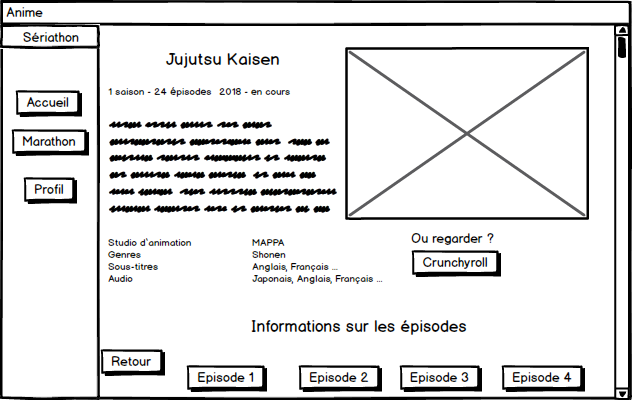 Anime
Sériathon
Jujutsu Kaisen
1 saison - 24 épisodes 2018 - en cours
Accueil
Marathon
Profil
Studio d'animation MAPPA
Genres Shonen
Sous-titres Anglais, Français ...
Audio Japonais, Anglais, Français ...
Ou regarder ?
Crunchyroll
Informations sur les épisodes
Retour
Episode 1 Episode 2 Episode 3 Episode 4